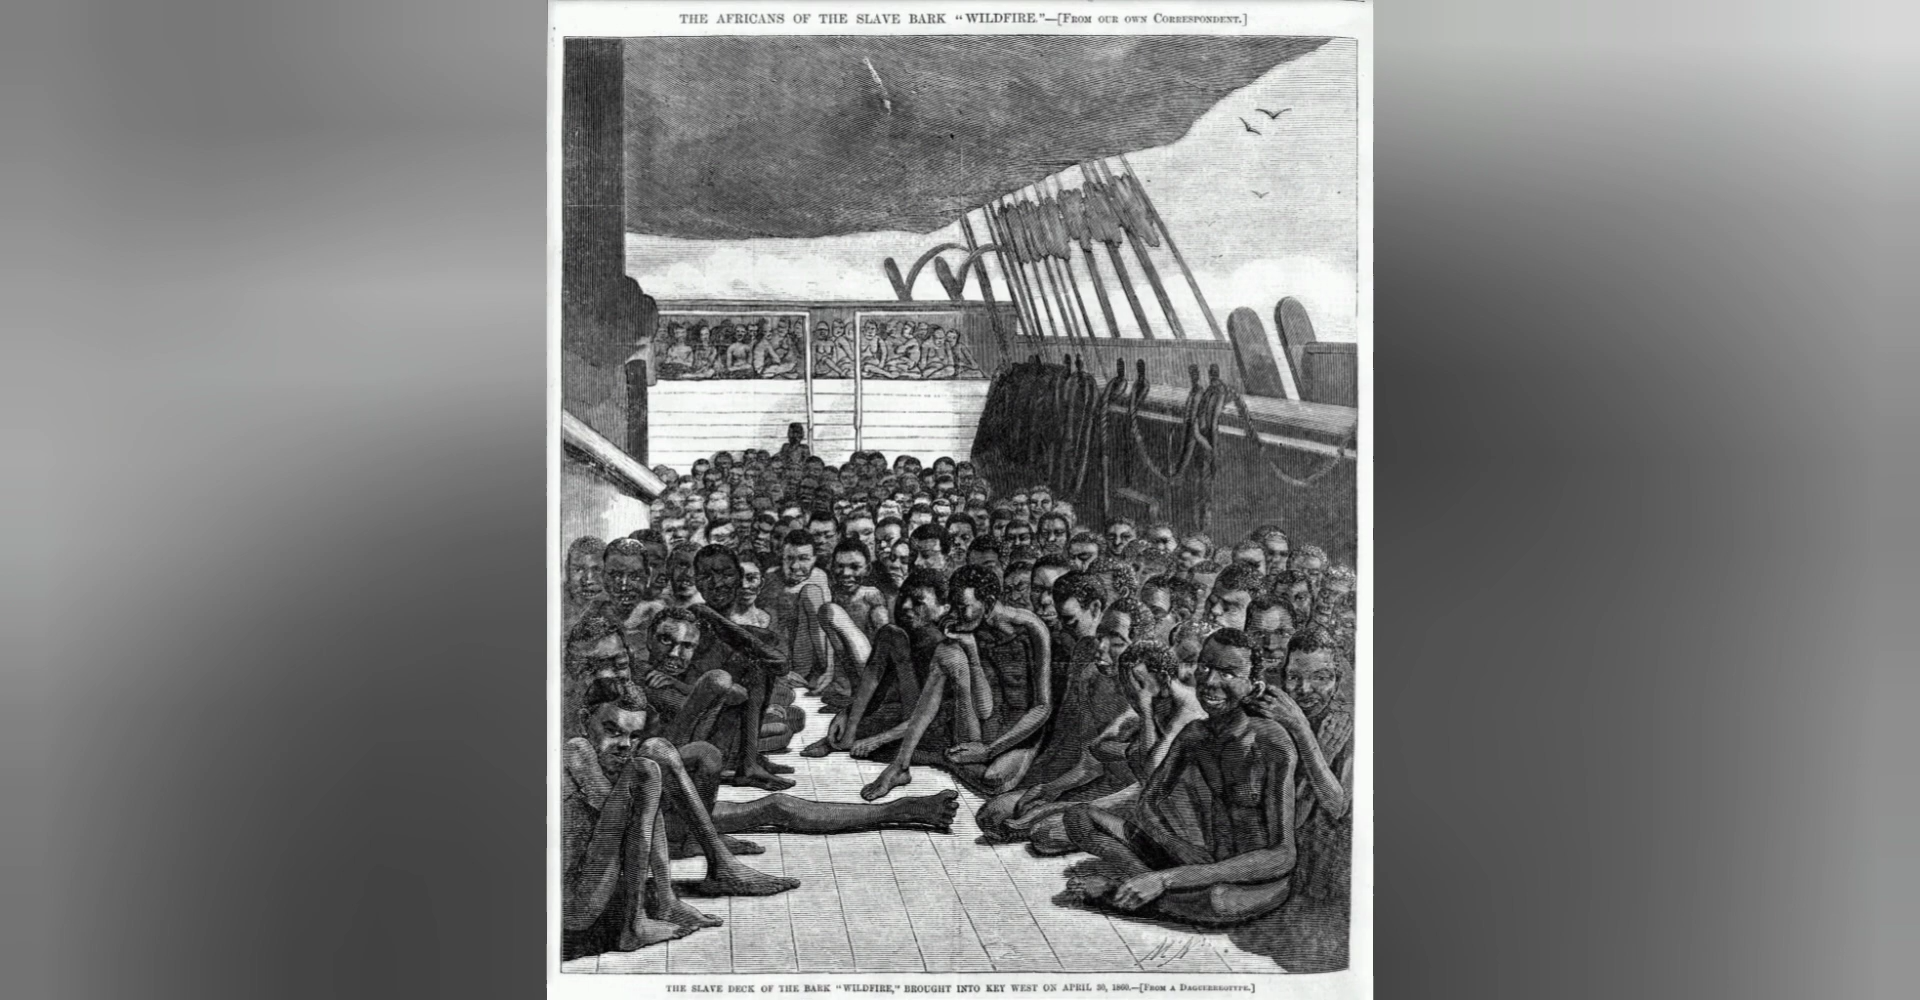 THE AFRICANS OF THE SLAVE BARK "WILDFIRE."—[FROM OUR OWN CORRESPONDENT.]
THE SLAVE DECK OF THE BARK "WILDFIRE," BROUGHT INTO KEY WEST ON APRIL 30, 1860.—[FROM A DAGUERREOTYPE.]